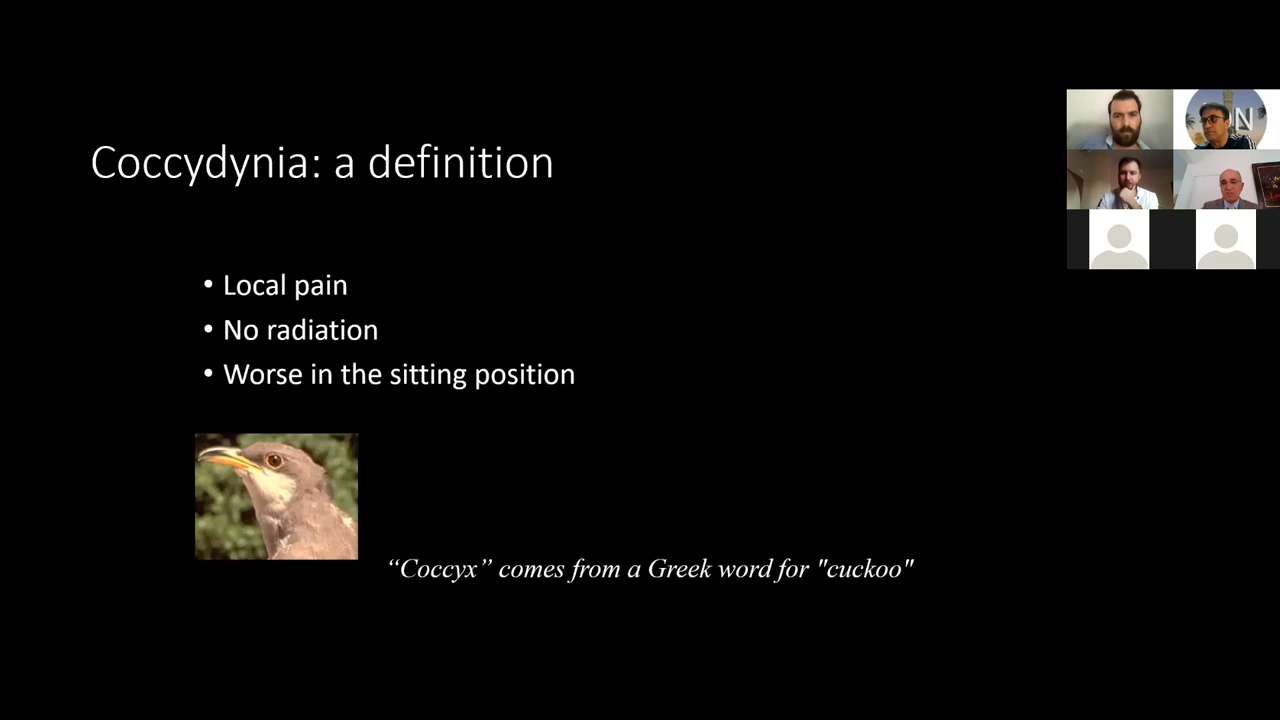 Coccydynia: a definition
• Local pain
• No radiation
• Worse in the sitting position
“Coccyx” comes from a Greek word for "cuckoo"